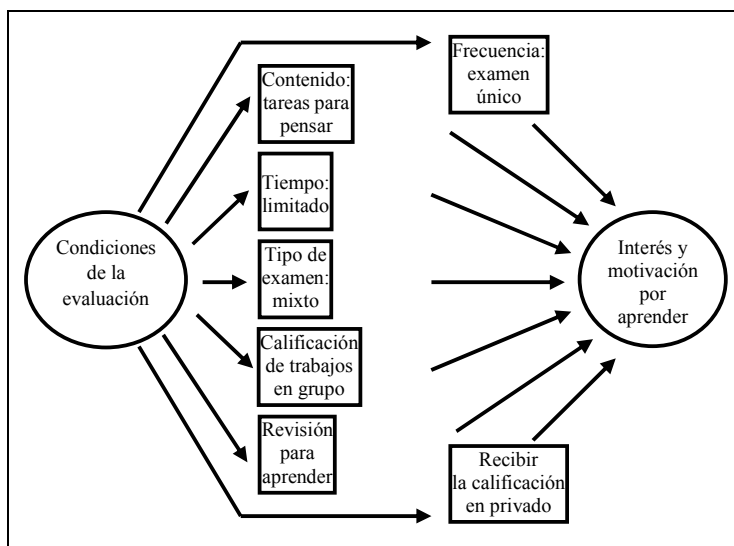 Frecuencia:
examen
único
Contenido:
tareas para
pensar
Tiempo:
limitado
Condiciones
de la
evaluación
Tipo de
examen:
mixto
Interés y
motivación
por
aprender
Calificación
de trabajos
en grupo
Revisión
para
aprender
Recibir
la calificación
en privado